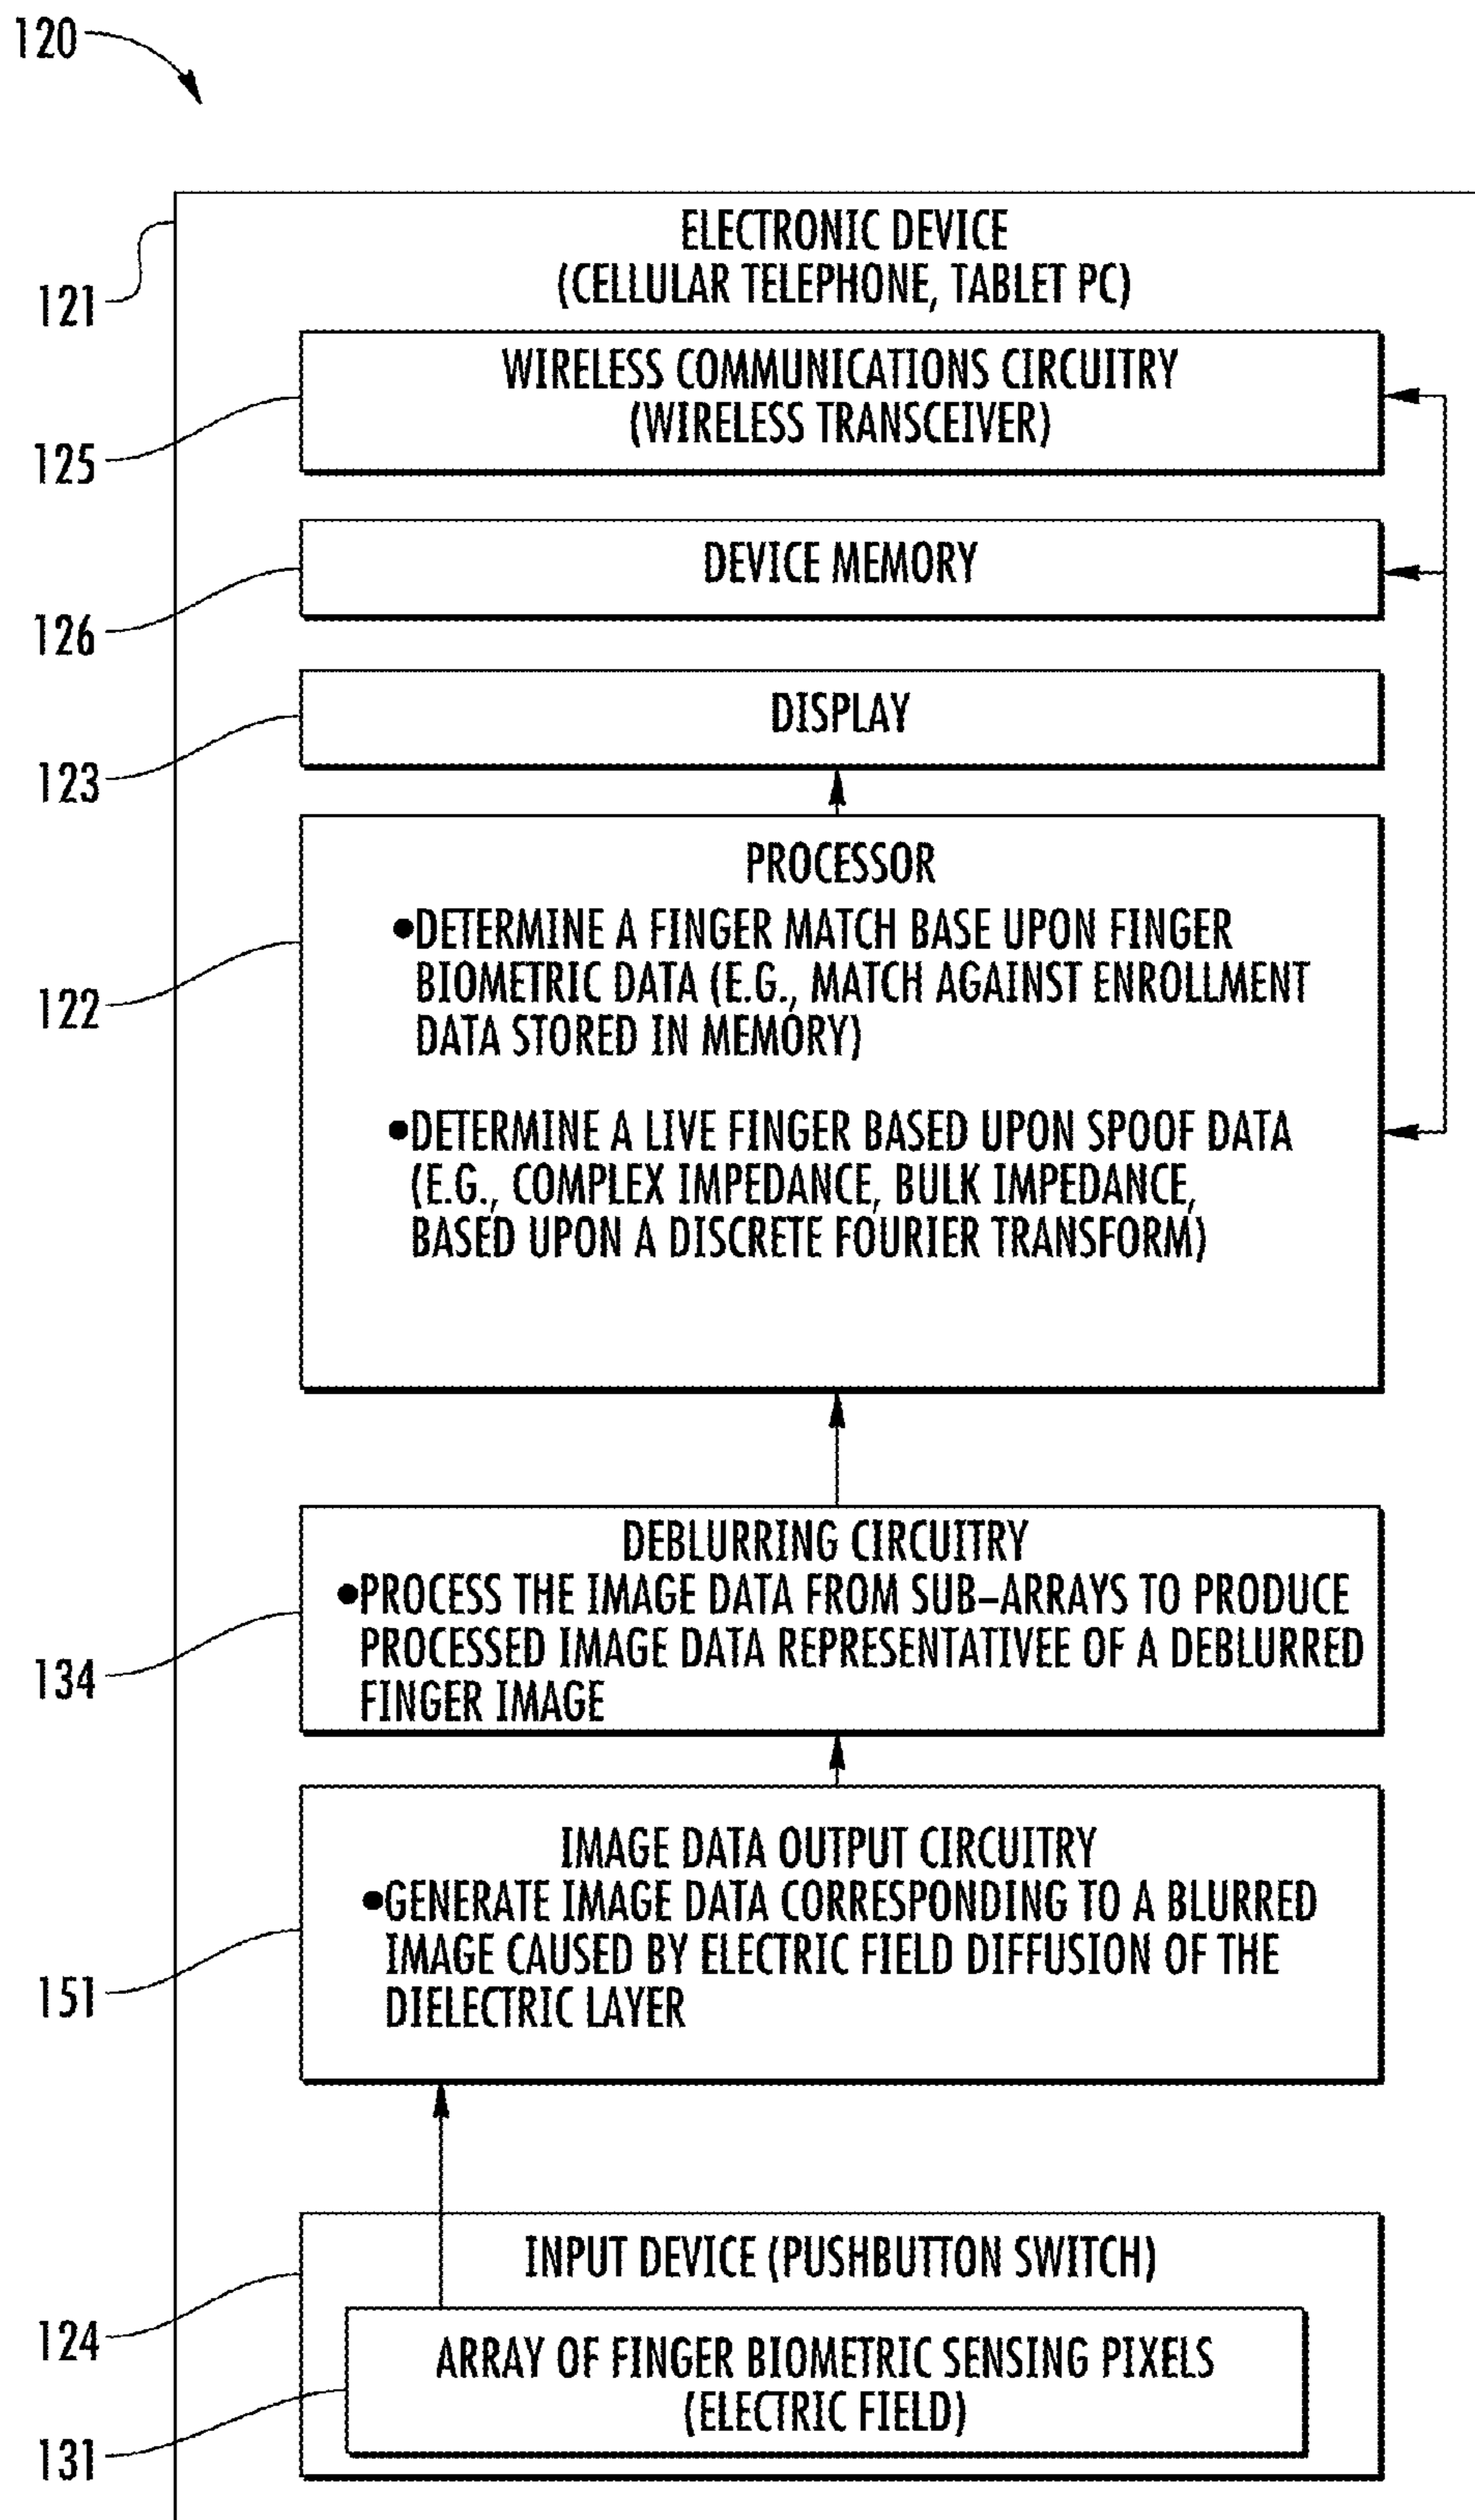 120
ELECTRONIC DEVICE
(CELLULAR TELEPHONE, TABLET PC)
121
WIRELESS COMMUNICATIONS CIRCUITRY
(WIRELESS TRANSCEIVER)
125
DEVICE MEMORY
126
DISPLAY
123
PROCESSOR
•DETERMINE A FINGER MATCH BASE UPON FINGER
BIOMETRIC DATA (E.G., MATCH AGAINST ENROLLMENT
DATA STORED IN MEMORY)
122
•DETERMINE A LIVE FINGER BASED UPON SPOOF DATA
(E.G., COMPLEX IMPEDANCE, BULK IMPEDANCE,
BASED UPON A DISCRETE FOURIER TRANSFORM)
DEBLURRING CIRCUITRY
•PROCESS THE IMAGE DATA FROM SUB-ARRAYS TO PRODUCE
PROCESSED IMAGE DATA REPRESENTATIVEE OF A DEBLURRED
FINGER IMAGE
134
IMAGE DATA OUTPUT CIRCUITRY
•GENERATE IMAGE DATA CORRESPONDING TO A BLURRED
IMAGE CAUSED BY ELECTRIC FIELD DIFFUSION OF THE
DIELECTRIC LAYER
151
INPUT DEVICE (PUSHBUTTON SWITCH)
124
ARRAY OF FINGER BIOMETRIC SENSING PIXELS
(ELECTRIC FIELD)
131